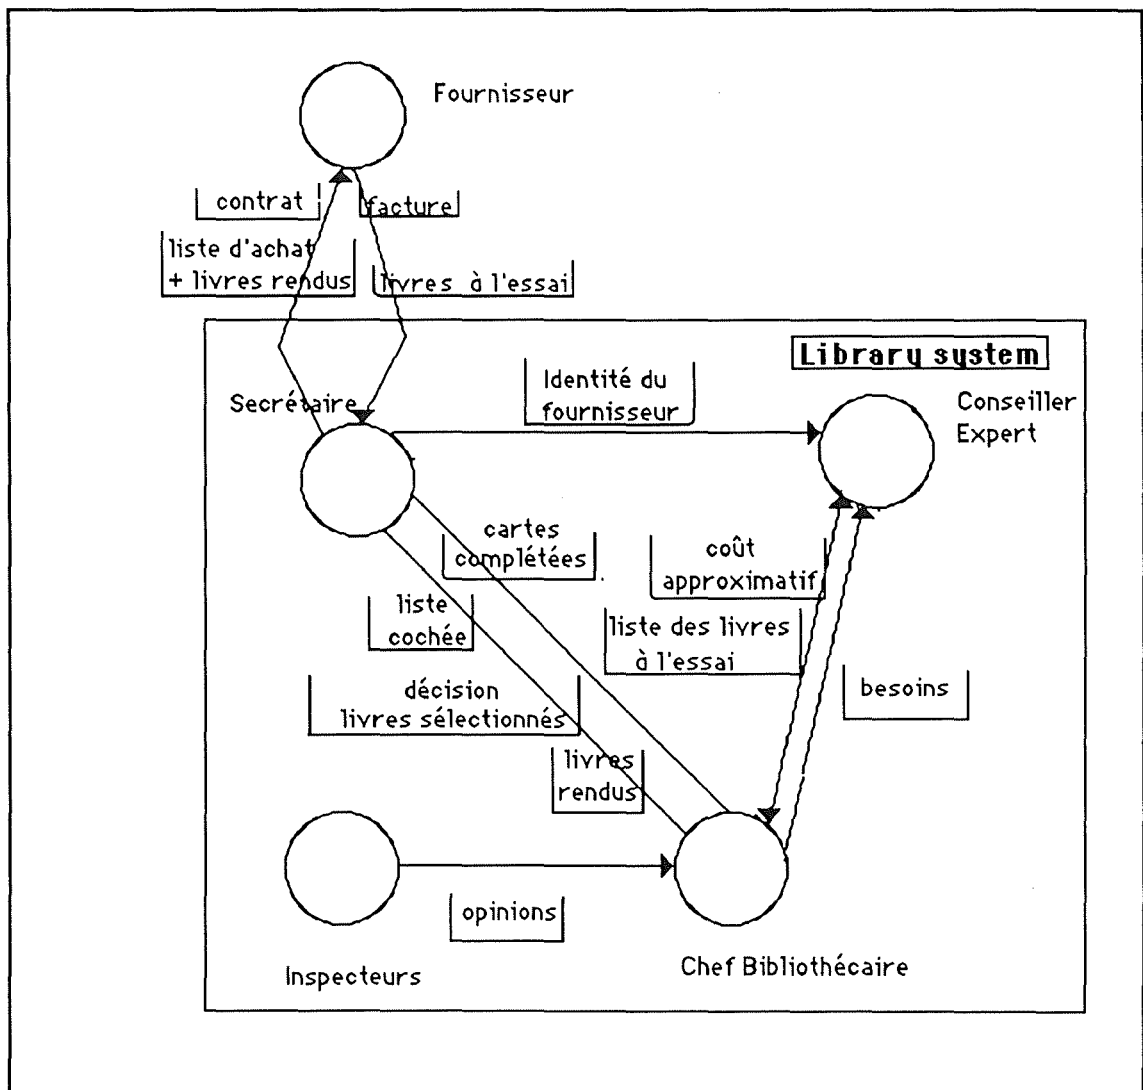 Fournisseur
contrat
facture
liste d'achat
+ livres rendus
livres à l'essai
Library system
Identité du
fournisseur
Secrétaire
Conseiller
Expert
cartes
complétées
coût
approximatif
liste
cochée
liste des livres
à l'essai
décision
livres sélectionnés
besoins
livres
rendus
opinions
Inspecteurs
Chef Bibliothécaire